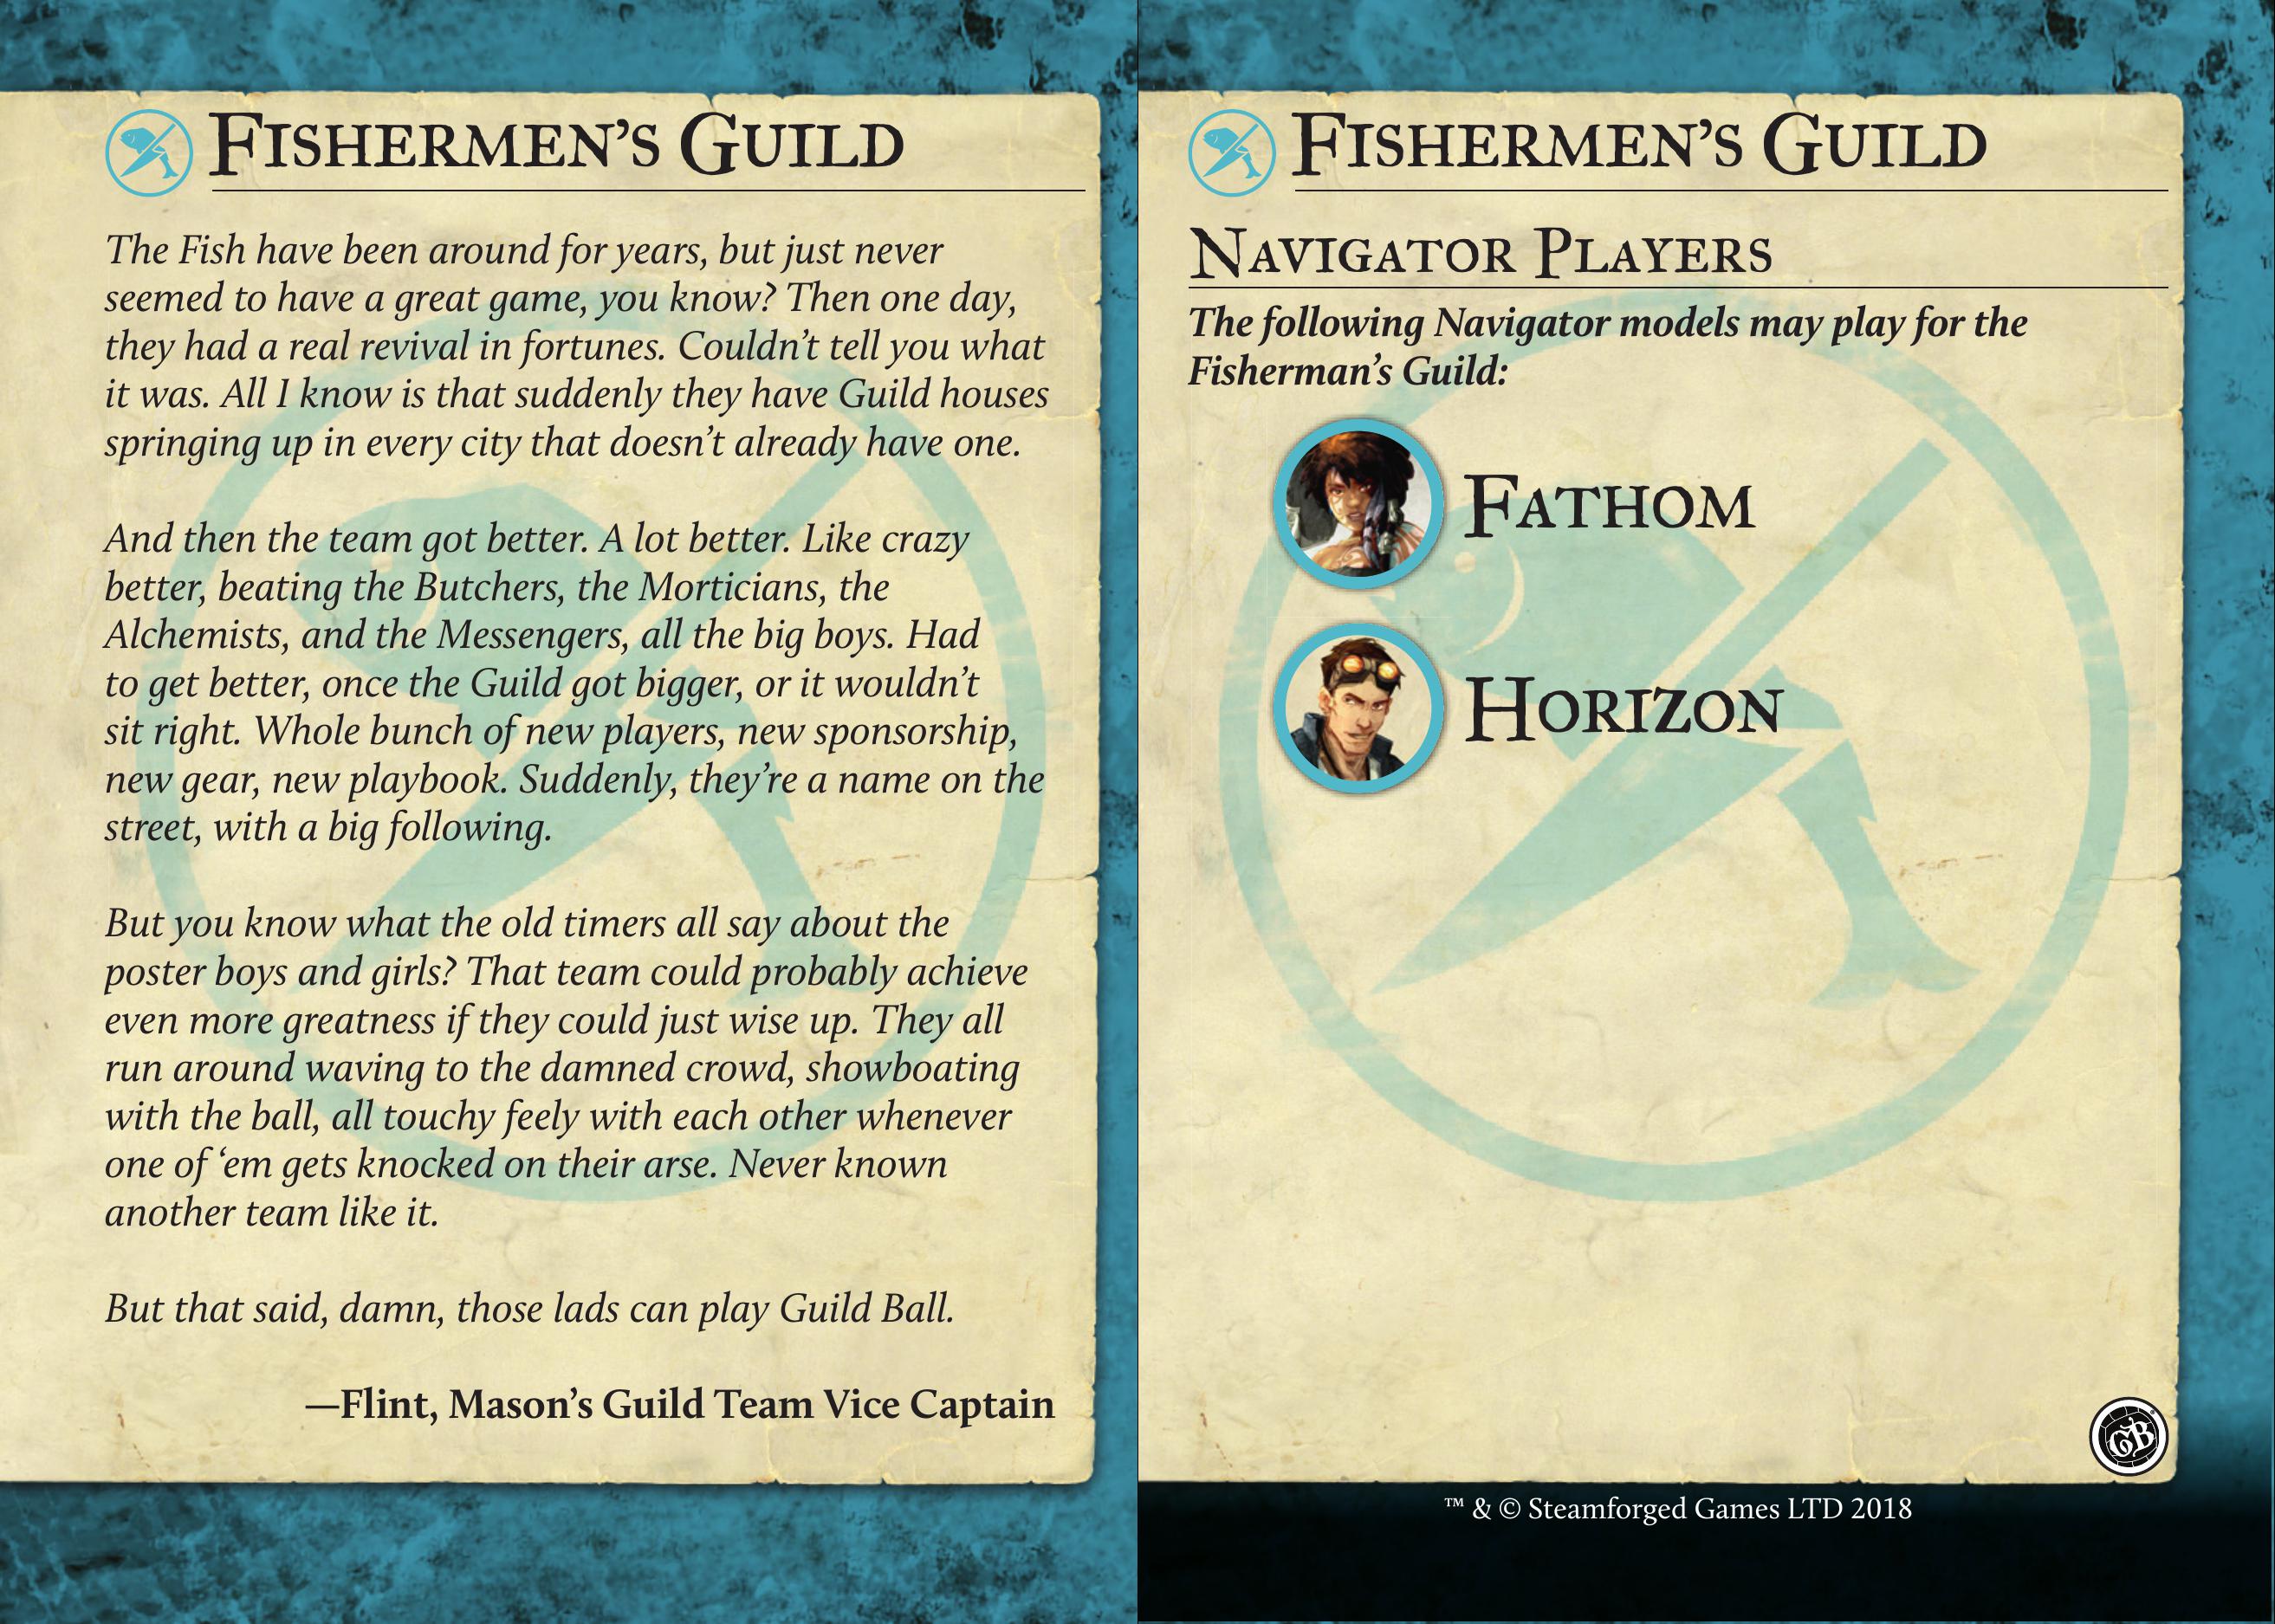 Fishermen’s Guild
The Fish have been around for years, but just never
seemed to have a great game, you know? Then one day,
they had a real revival in fortunes. Couldn’t tell you what
it was. All I know is that suddenly they have Guild houses
springing up in every city that doesn’t already have one.
And then the team got better. A lot better. Like crazy
better, beating the Butchers, the Morticians, the
Alchemists, and the Messengers, all the big boys. Had
to get better, once the Guild got bigger, or it wouldn’t
sit right. Whole bunch of new players, new sponsorship,
new gear, new playbook. Suddenly, they’re a name on the
street, with a big following.
But you know what the old timers all say about the
poster boys and girls? That team could probably achieve
even more greatness if they could just wise up. They all
run around waving to the damned crowd, showboating
with the ball, all touchy feely with each other whenever
one of ‘em gets knocked on their arse. Never known
another team like it.
But that said, damn, those lads can play Guild Ball.
—Flint, Mason’s Guild Team Vice Captain
Fishermen’s Guild
Navigator Players
The following Navigator models may play for the
Fisherman’s Guild:
Fathom
Horizon
GB
™ & © Steamforged Games LTD 2018